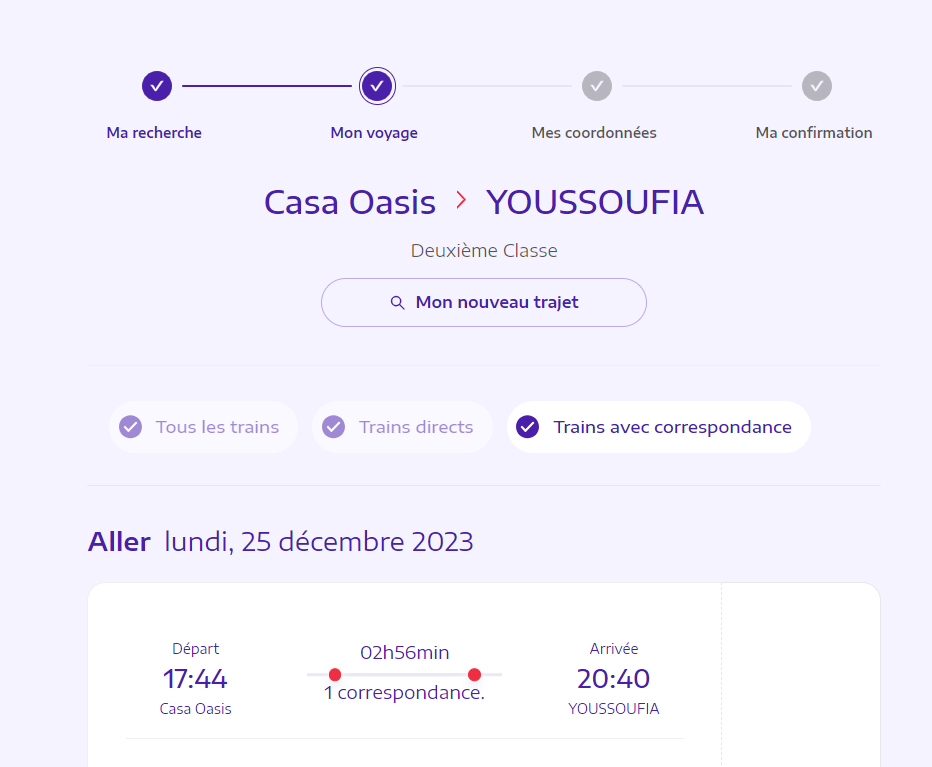 Ma recherche
Mon voyage
Mes coordonnées
Ma confirmation
Casa Oasis
YOUSSOUFIA
Deuxième Classe
Mon nouveau trajet
Tous les trains
Trains directs
Trains avec correspondance
Aller lundi, 25 décembre 2023
Départ
17:44
Casa Oasis
02h56min
1 correspondance.
Arrivée
20:40
YOUSSOUFIA